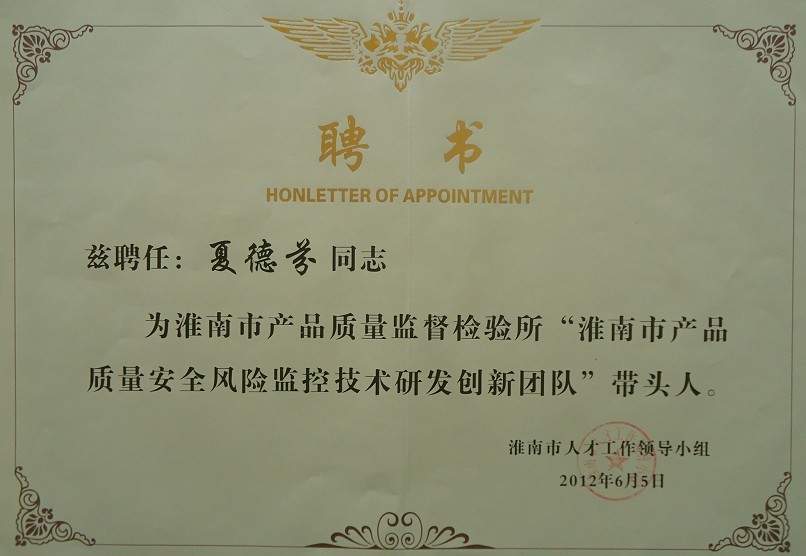 聘书
HONLETTER OF APPOINTMENT
兹聘任：夏德芬同志
为淮南市产品质量监督检验所“淮南市产品
质量安全风险监控技术研发创新团队”带头人。
淮南市人才工作领导小组
2012年6月5日